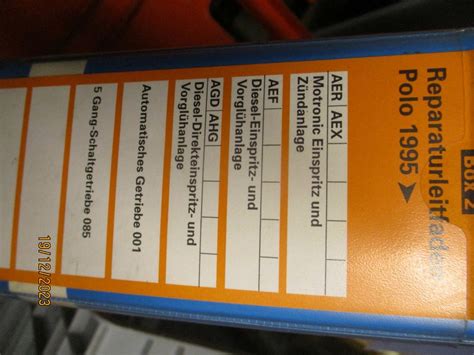 Box 2
Reparaturleitfaden
Polo 1995 ➤
AER AEX
Motronic Einspritz und
Zündanlage
AEF
Diesel-Einspritz- und
Vorglühanlage
AGD AHG
Diesel-Direkteinspritz- und
Vorglühanlage
Automatisches Getriebe 001
5 Gang-Schaltgetriebe 085
19/12/2023